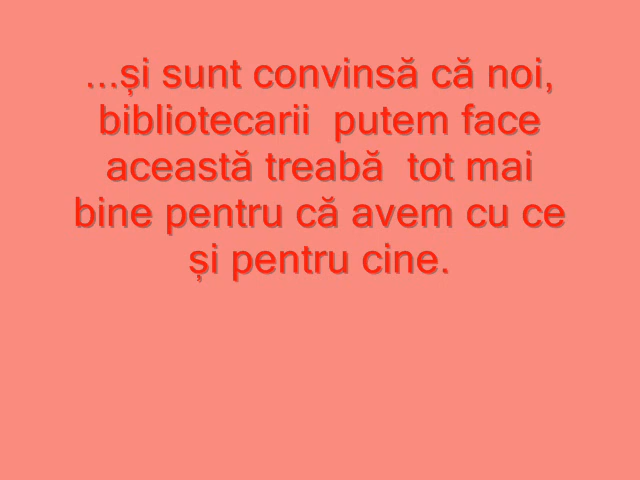 ...și sunt convinsă că noi,
bibliotecarii  putem face
această treabă  tot mai
bine pentru că avem cu ce
și pentru cine.